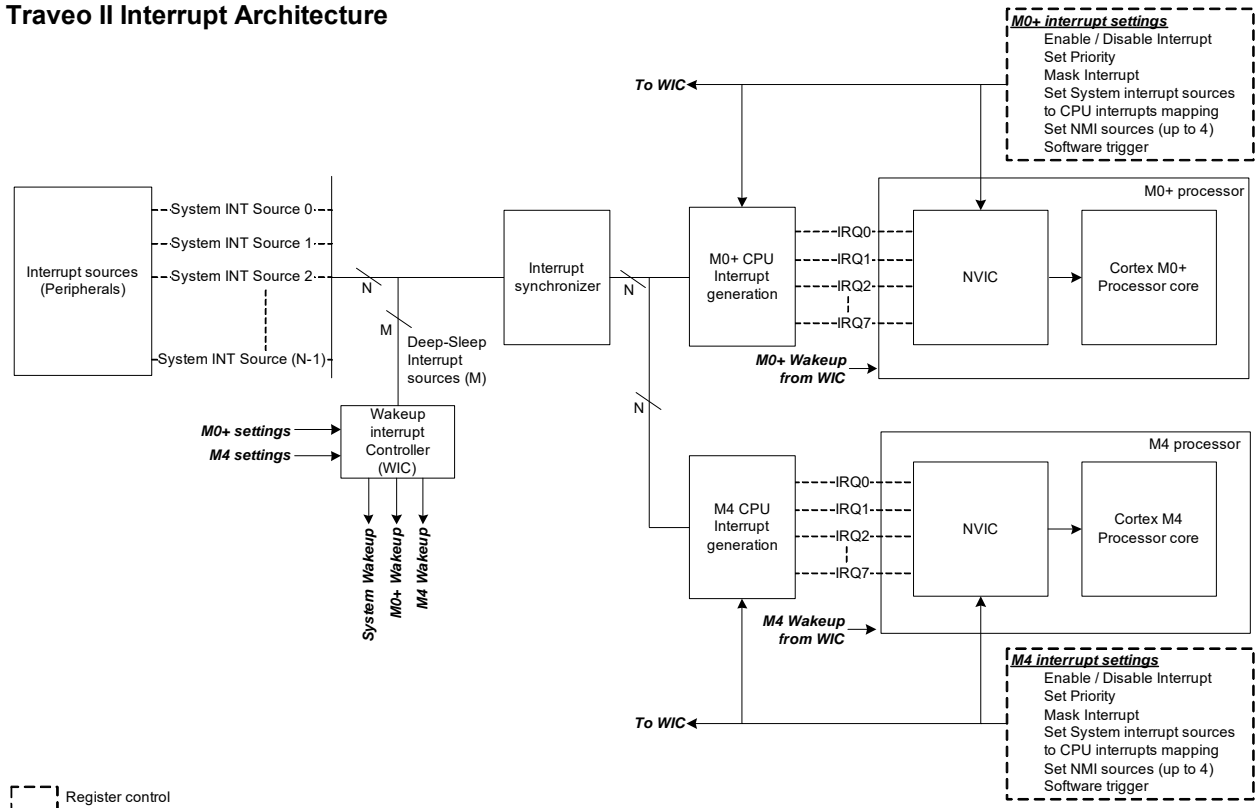 Traveo II Interrupt Architecture
M0+ interrupt settings
Enable / Disable Interrupt
Set Priority
Mask Interrupt
Set System interrupt sources
to CPU interrupts mapping
Set NMI sources (up to 4)
Software trigger
To WIC
Interrupt sources
(Peripherals)
System INT Source 0
System INT Source 1
System INT Source 2
System INT Source (N-1)
N
M
Deep-Sleep
Interrupt
sources (M)
Interrupt
synchronizer
N
N
M0+ CPU
Interrupt
generation
IRQ0
IRQ1
IRQ2
IRQ7
M0+ processor
NVIC
Cortex M0+
Processor core
M0+ Wakeup
from WIC
M0+ settings
M4 settings
Wakeup
interrupt
Controller
(WIC)
System Wakeup
M0+ Wakeup
M4 Wakeup
M4 CPU
Interrupt
generation
IRQ0
IRQ1
IRQ2
IRQ7
M4 processor
NVIC
Cortex M4
Processor core
M4 Wakeup
from WIC
To WIC
M4 interrupt settings
Enable / Disable Interrupt
Set Priority
Mask Interrupt
Set System interrupt sources
to CPU interrupts mapping
Set NMI sources (up to 4)
Software trigger
Register control